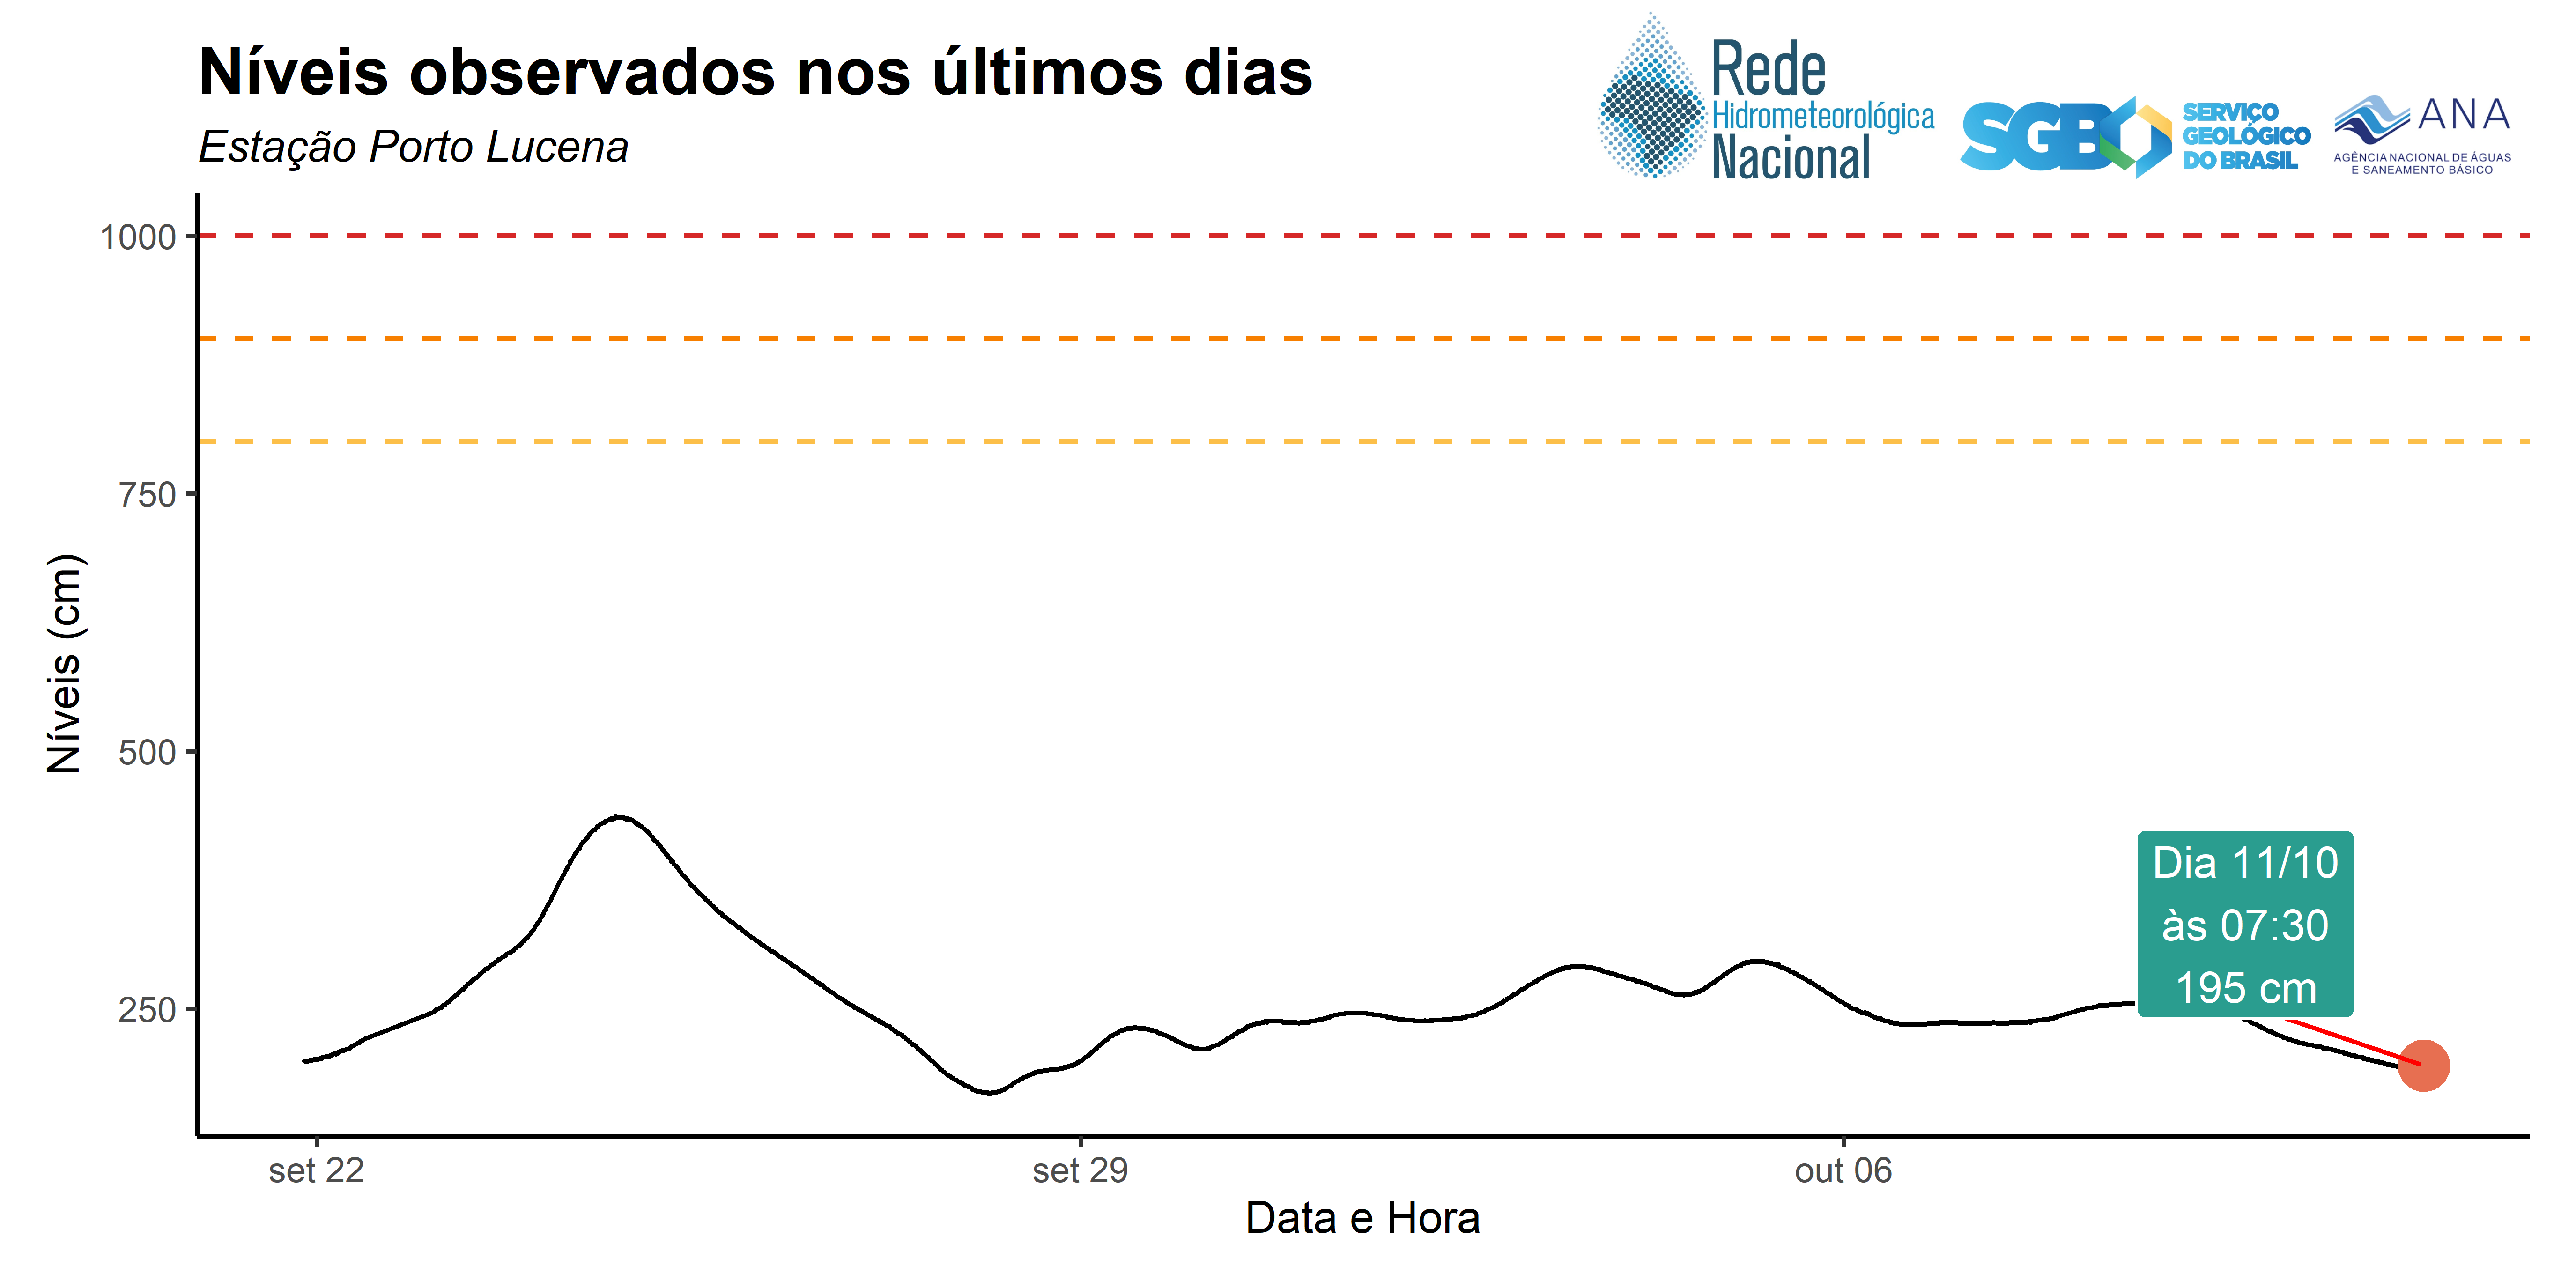 Níveis observados nos últimos dias
Estação Porto Lucena
Rede
Hidrometeorológica
Nacional
SGB
SERVIÇO
GEOLÓGICO
DO BRASIL
ANA
AGÊNCIA NACIONAL DE ÁGUAS
E SANEAMENTO BÁSICO
1000
750
500
250
Níveis (cm)
Dia 11/10
às 07:30
195 cm
set 22
set 29
out 06
Data e Hora